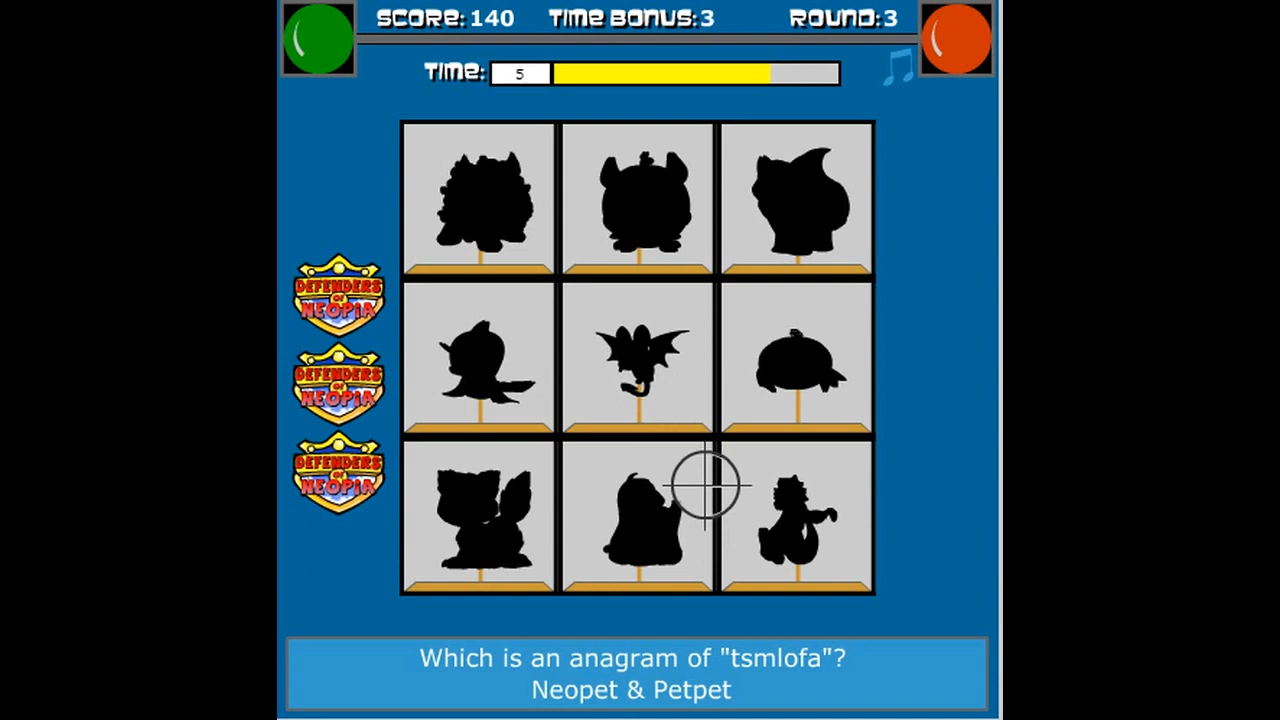 SCORE: 140 TIME BONUS: 3 ROUND: 3
TIME: 5
DEFENDERS OF NEOPIA
DEFENDERS OF NEOPIA
DEFENDERS OF NEOPIA
Which is an anagram of "tsmlofa"?
Neopet & Petpet